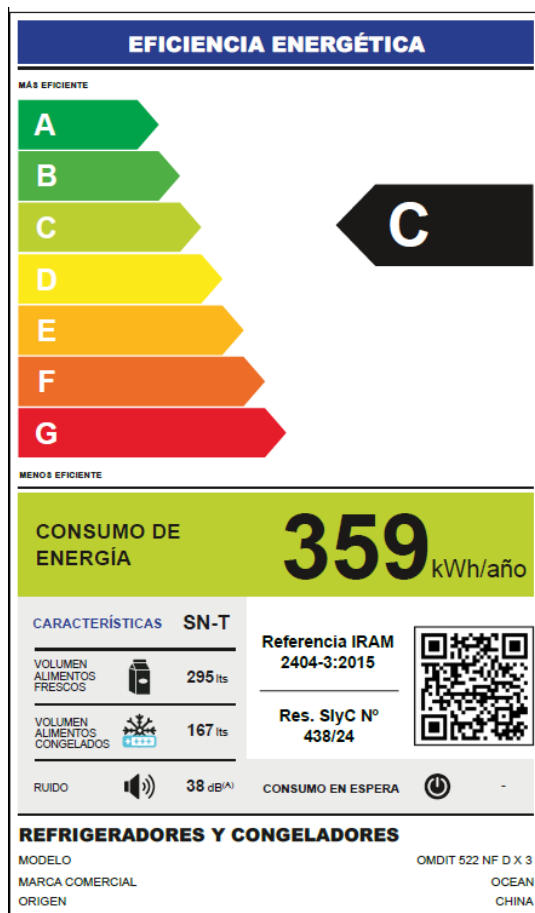 EFICIENCIA ENERGÉTICA
MÁS EFICIENTE
A
B
C
D
E
F
G
C
MENOS EFICIENTE
CONSUMO DE
ENERGÍA
359 kWh/año
CARACTERÍSTICAS SN-T
VOLUMEN
ALIMENTOS
FRESCOS
295 lts
VOLUMEN
ALIMENTOS
CONGELADOS
167 lts
Referencia IRAM
2404-3:2015
Res. SIyC Nº
438/24
RUIDO 38 dB(A)
CONSUMO EN ESPERA -
REFRIGERADORES Y CONGELADORES
MODELO OMDIT 522 NF D X 3
MARCA COMERCIAL OCEAN
ORIGEN CHINA